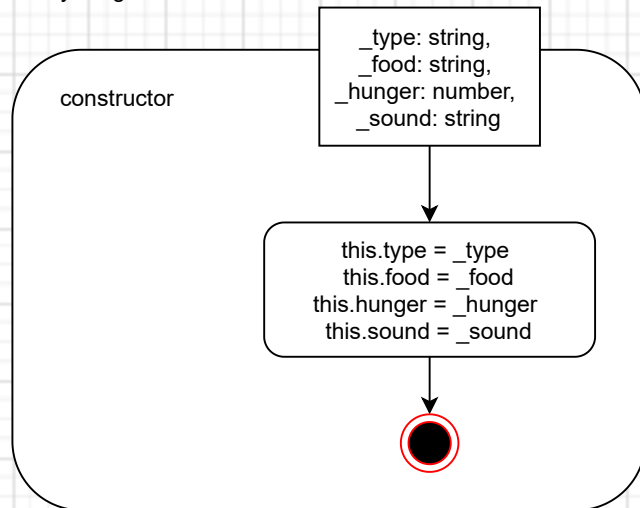 _type: string,
_food: string,
_hunger: number,
_sound: string
constructor
this.type = _type
this.food = _food
this.hunger = _hunger
this.sound = _sound